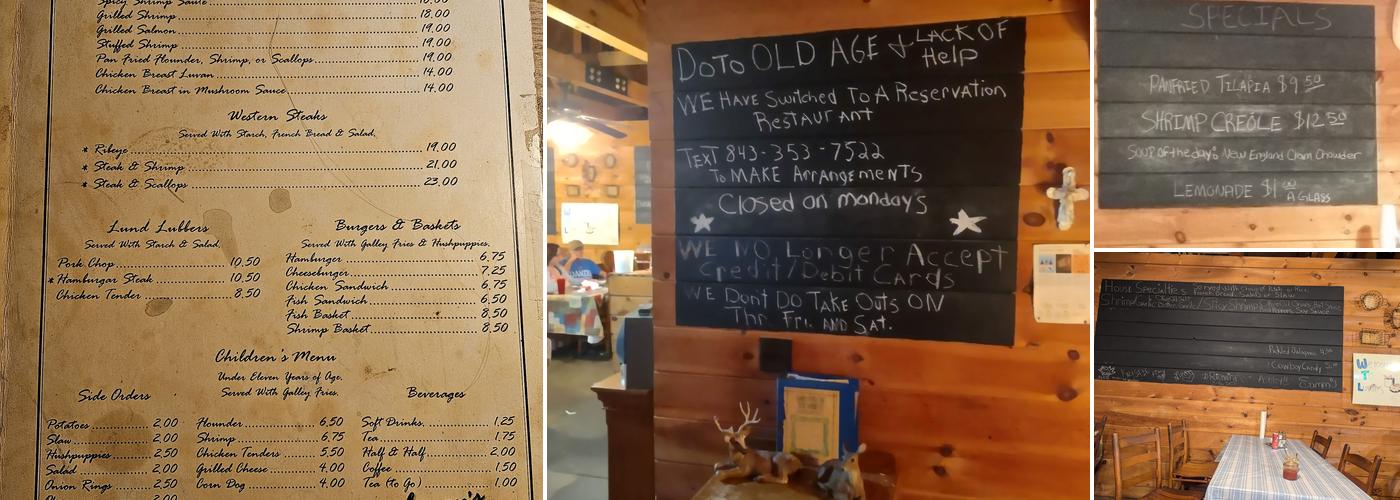 Spicy Shrimp Sauce
Grilled Shrimp 18.00
Grilled Salmon 19.00
Stuffed Shrimp 19.00
Pan Fried Flounder, Shrimp, or Scallops 19.00
Chicken Breast Luvan 14.00
Chicken Breast in Mushroom Sauce 14.00
Western Steaks
Served With Starch, French Bread & Salad.
* Ribeye 19.00
* Steak & Shrimp 21.00
* Steak & Scallops 23.00
Lund Lubbers
Served With Starch & Salad.
Pork Chop 10.50
* Hamburgar Steak 10.50
Chicken Tender 8.50
Burgers & Baskets
Served With Galley Fries & Hushpuppies.
Hamburger 6.75
Cheeseburger 7.25
Chicken Sandwich 6.75
Fish Sandwich 6.50
Fish Basket 8.50
Shrimp Basket 8.50
Children's Menu
Under Eleven Years of Age.
Served With Galley Fries.
Side Orders
Potatoes 2.00
Slaw 2.00
Hushpuppies 2.50
Salad 2.00
Onion Rings 2.50
2.00
Flounder 6.50
Shrimp 6.75
Chicken Tenders 5.50
Grilled Cheese 4.00
Corn Dog 4.00
Beverages
Soft Drinks 1.25
Tea 1.75
Half & Half 2.00
Coffee 1.50
Tea (to Go) 1.00
DoTo OLD AGE + LACK OF
Help
WE HAVE Switched To A Reservation
RESTAURANT
TEXT 843-353-7522
To MAKE ArrangemeNTS
Closed on mondays
WE NO Longer Accept
Credit/Debit Cards
WE DonT DO TAKE OuTS ON
Thr. Fri. AND SAT.
SPECIALS
PANFRIED TILAPIA $9.50
SHRIMP CREOLE $12.50
SOUP of the day: New England Clam Chowder
LEMONADE $1.00
A GLASS
House Specialties
Cowboy Candy